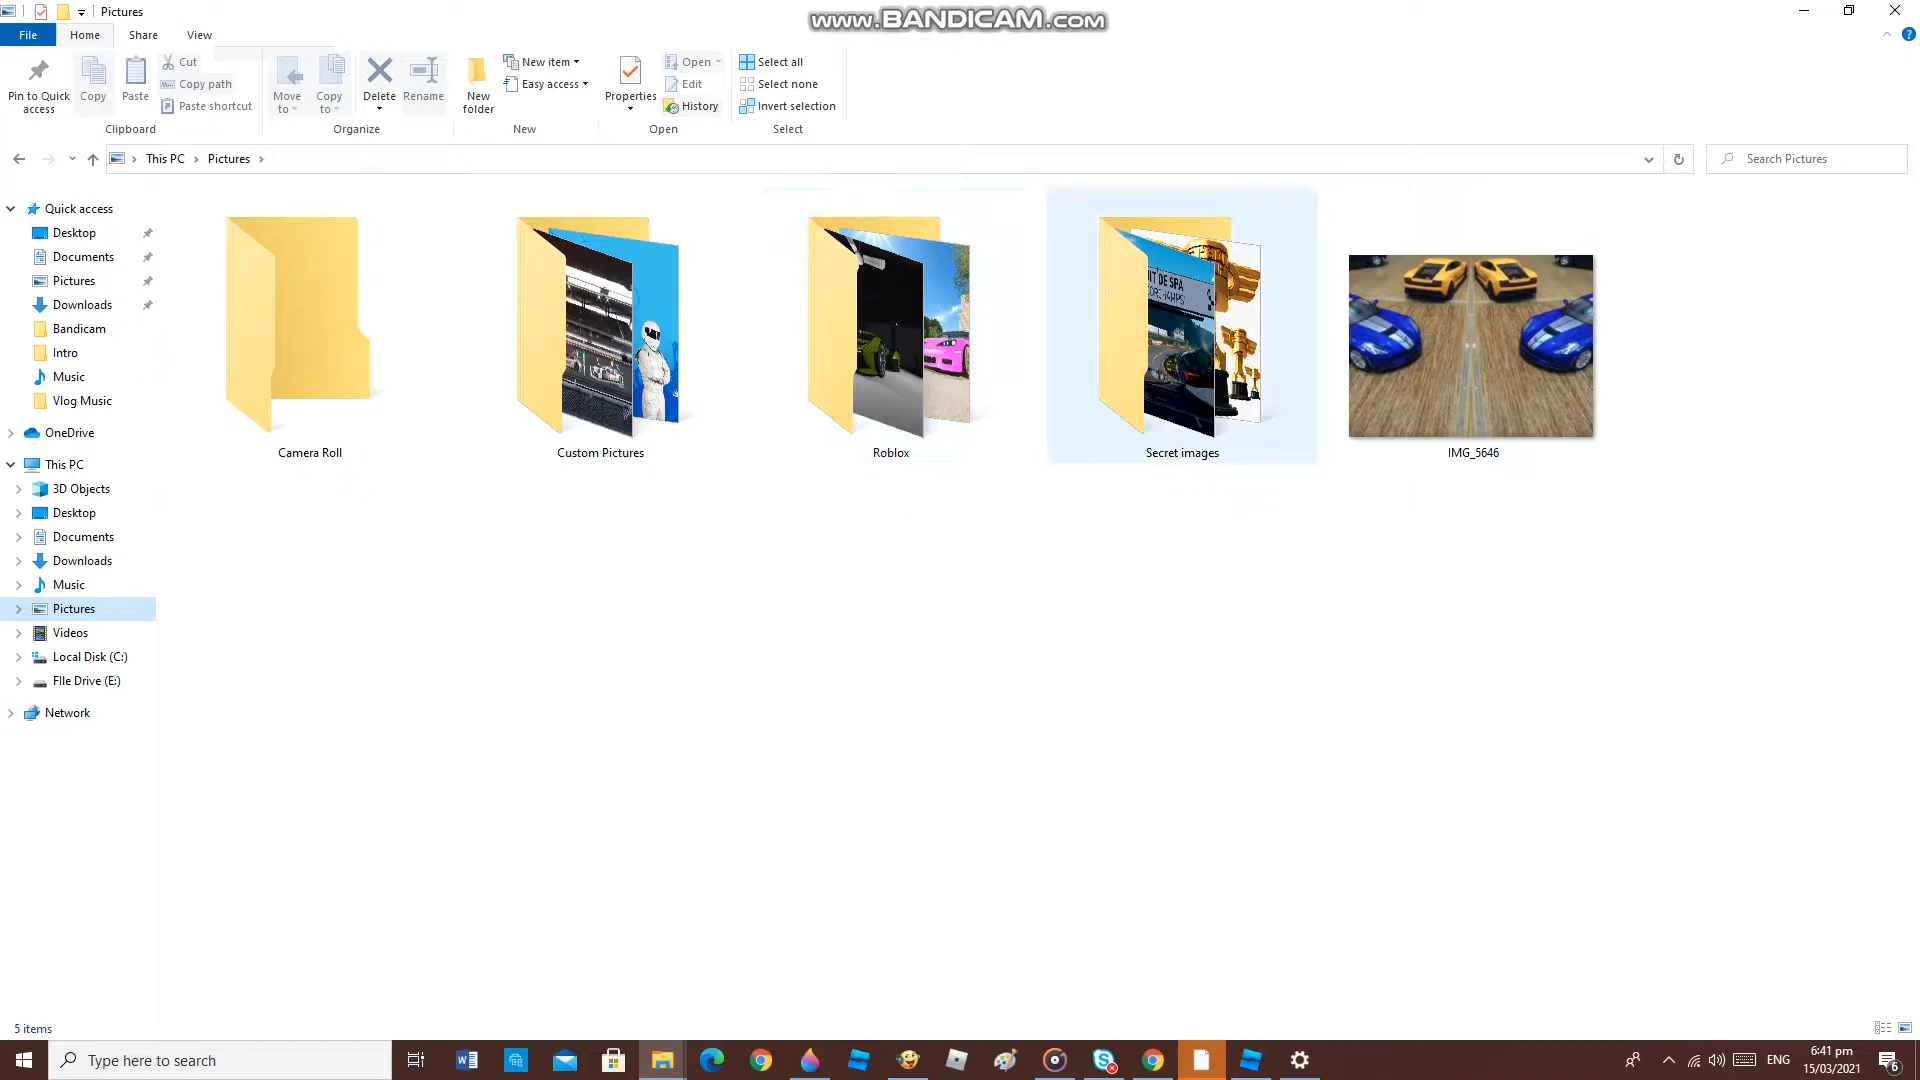 Pictures
www.BANDICAM.com
File
Home
Share
View
Pin to Quick access
Copy
Paste
Cut
Copy path
Paste shortcut
Move to
Copy to
Delete
Rename
New folder
New item
Easy access
Properties
Open
Edit
History
Select all
Select none
Invert selection
Clipboard
Organize
New
Open
Select
This PC
Pictures
Search Pictures
Quick access
Desktop
Documents
Pictures
Downloads
Bandicam
Intro
Music
Vlog Music
OneDrive
This PC
3D Objects
Desktop
Documents
Downloads
Music
Pictures
Videos
Local Disk (C:)
FIle Drive (E:)
Network
Camera Roll
Custom Pictures
Roblox
Secret images
IMG_5646
5 items
Type here to search
ENG
6:41 pm
15/03/2021
6